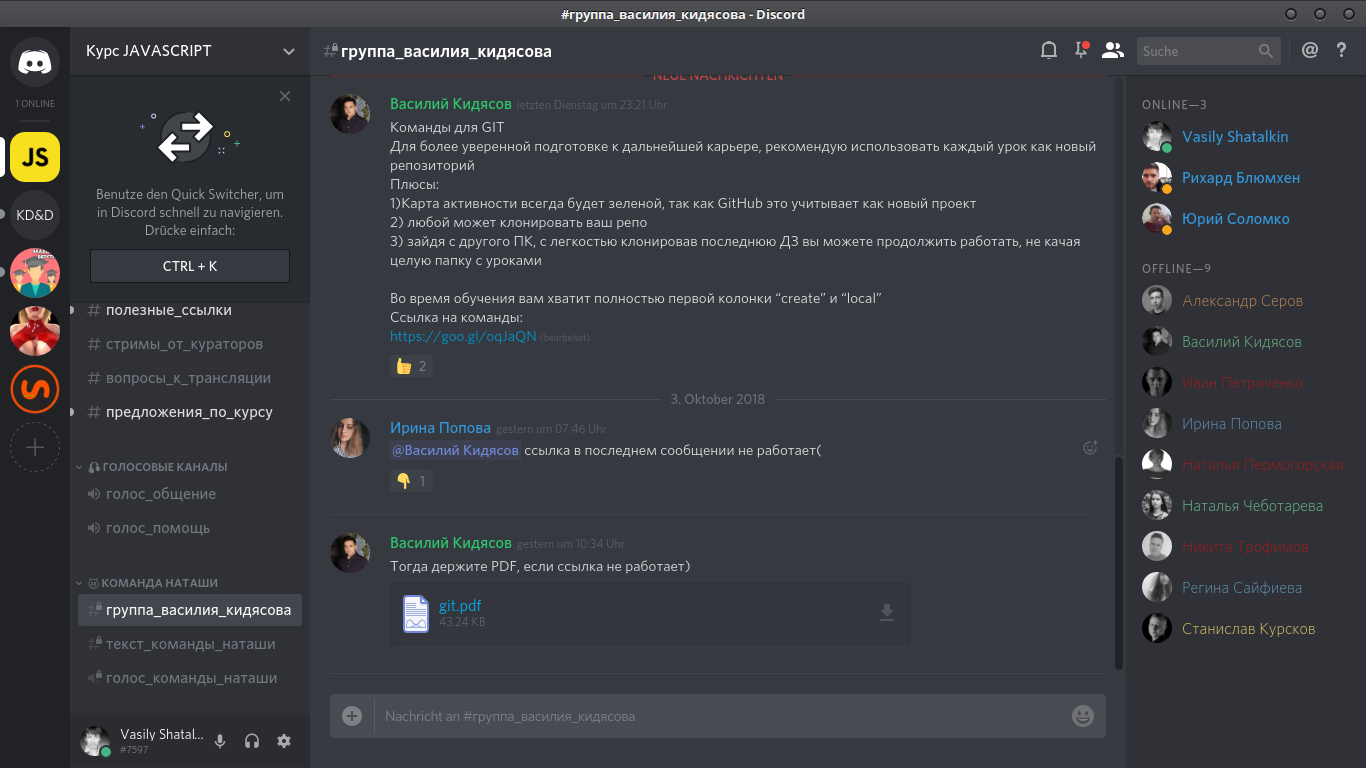 #группа_василия_кидясова - Discord
1 ONLINE
JS
KD&D
Курс JAVASCRIPT
Benutze den Quick Switcher, um
in Discord schnell zu navigieren.
Drücke einfach:
CTRL + K
# полезные_ссылки
# стримы_от_кураторов
# вопросы_к_трансляции
# предложения_по_курсу
ГОЛОСОВЫЕ КАНАЛЫ
голос_общение
голос_помощь
КОМАНДА НАТАШИ
# группа_василия_кидясова
# текст_команды_наташи
голос_команды_наташи
Vasily Shatal...
#7597
# группа_василия_кидясова
Suche
@ ?
NEUE NACHRICHTEN
Василий Кидясов letzten Dienstag um 23:21 Uhr
Команды для GIT
Для более уверенной подготовке к дальнейшей карьере, рекомендую использовать каждый урок как новый
репозиторий
Плюсы:
1)Карта активности всегда будет зеленой, так как GitHub это учитывает как новый проект
2) любой может клонировать ваш репо
3) зайдя с другого ПК, с легкостью клонировав последнюю ДЗ вы можете продолжить работать, не качая
целую папку с уроками
Во время обучения вам хватит полностью первой колонки “create” и “local”
Ссылка на команды:
https://goo.gl/oqJaQN (bearbeitet)
👍 2
3. Oktober 2018
Ирина Попова gestern um 07:46 Uhr
@Василий Кидясов ссылка в последнем сообщении не работает(
👎 1
Василий Кидясов gestern um 10:34 Uhr
Тогда держите PDF, если ссылка не работает)
git.pdf
43.24 KB
Nachricht an #группа_василия_кидясова
ONLINE—3
Vasily Shatalkin
Рихард Блюмхен
Юрий Соломко
OFFLINE—9
Александр Серов
Василий Кидясов
Иван Петриченко
Ирина Попова
Наталья Пермогорская
Наталья Чеботарева
Никита Трофимов
Регина Сайфиева
Станислав Курсков